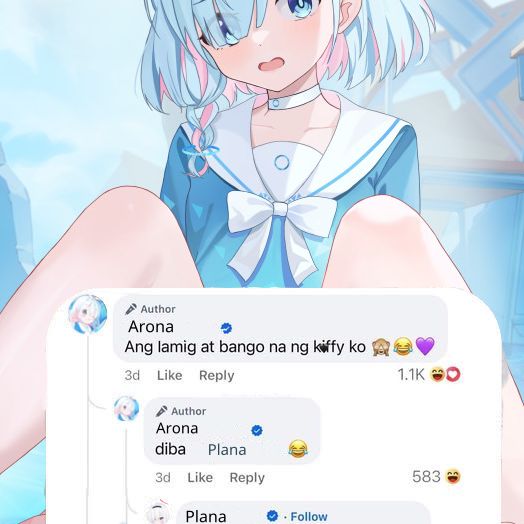 Author
Arona
Ang lamig at bango na ng kiffy ko 🙈😂💜
3d Like Reply 1.1K
Author
Arona
diba Plana 😂
3d Like Reply 583
Plana · Follow